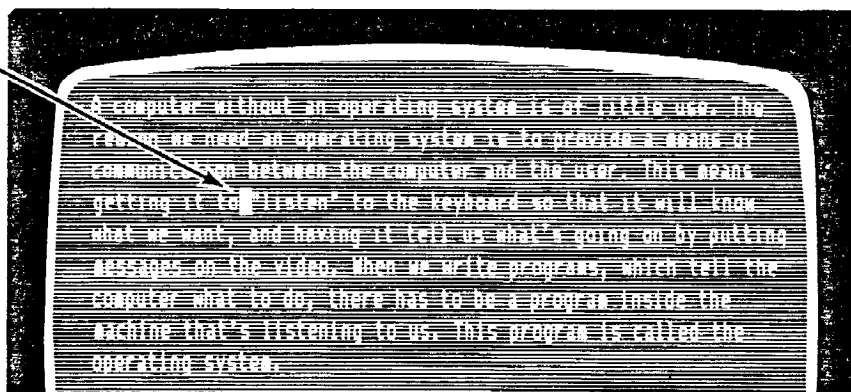 A computer without an operating system is of little use. The
reason we need an operating system is to provide a means of
communication between the computer and the user. This means
getting it to "listen" to the keyboard so that it will know
what we want, and having it tell us what's going on by putting
messages on the video. When we write programs, which tell the
computer what to do, there has to be a program inside the
machine that's listening to us. This program is called the
operating system.